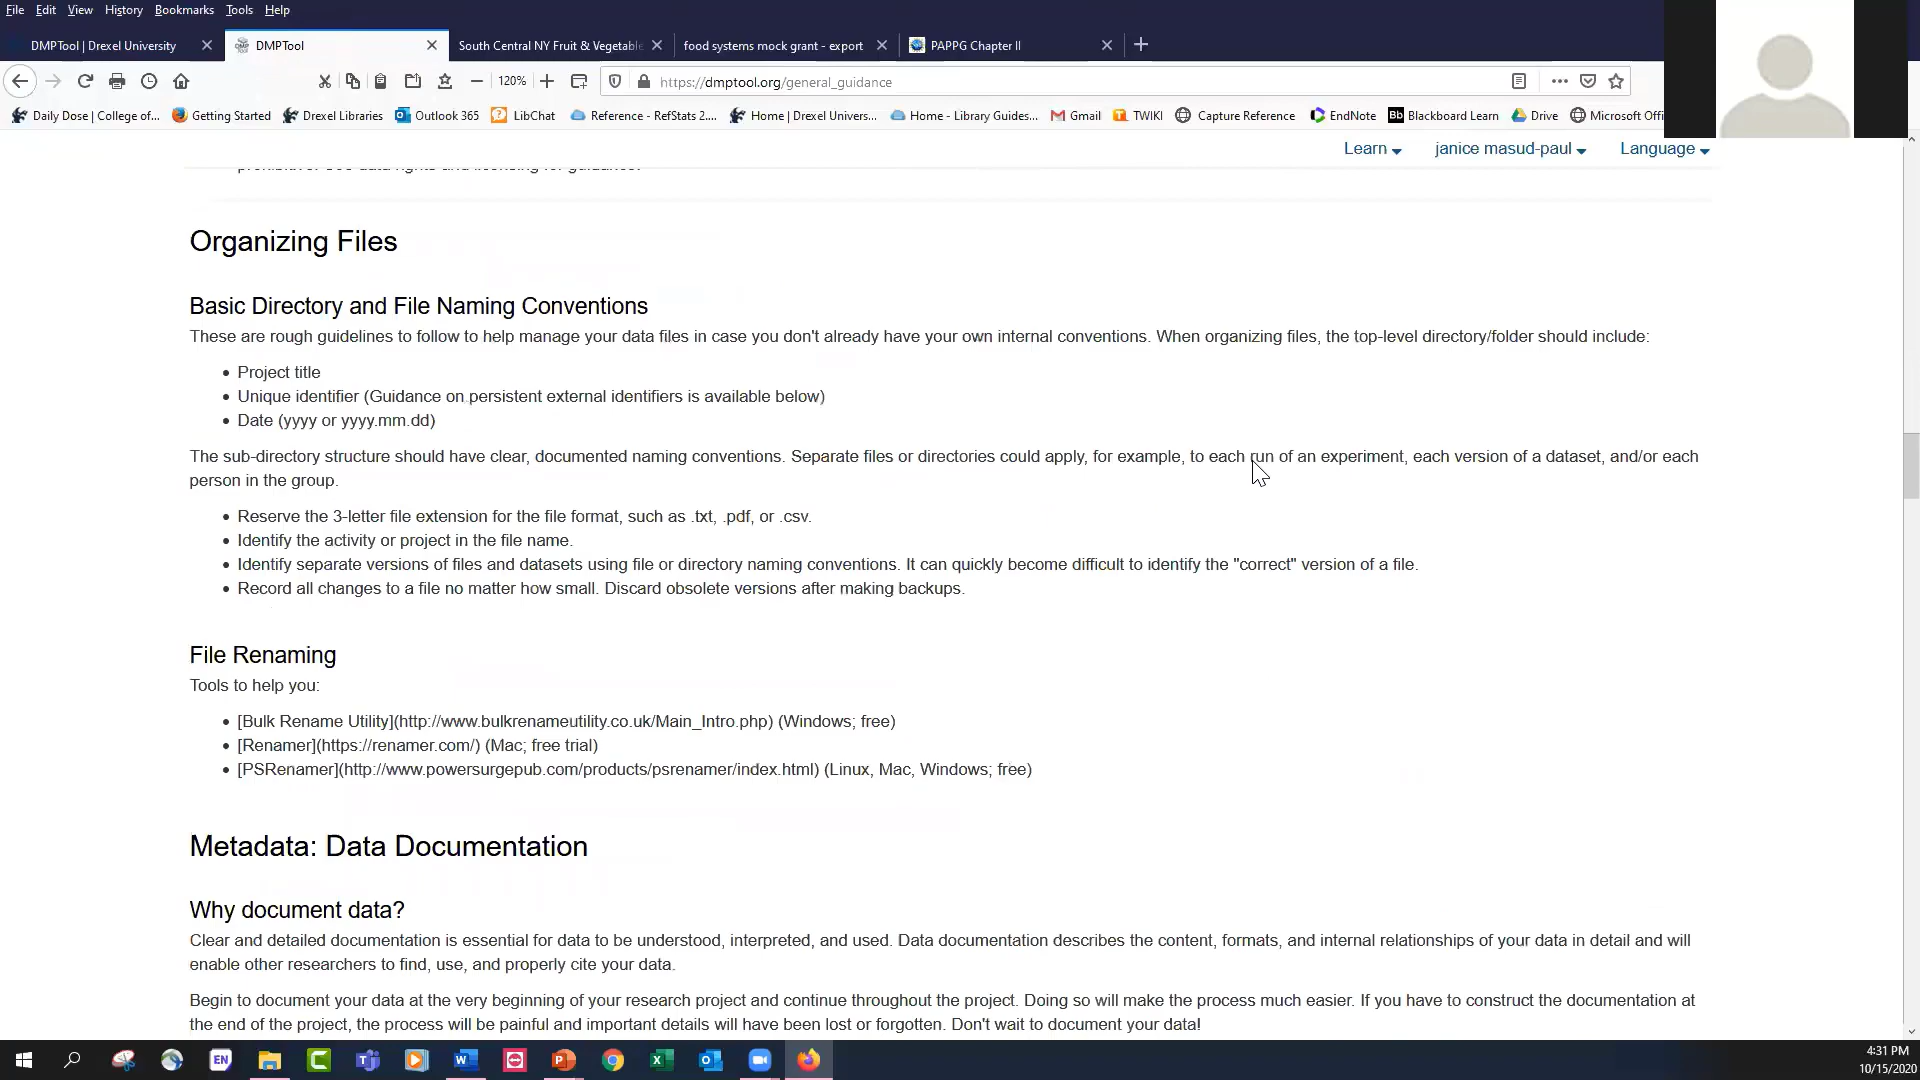 File Edit View History Bookmarks Tools Help
DMPTool | Drexel University
DMPTool
South Central NY Fruit & Vegetable
food systems mock grant - export
PAPPG Chapter II
120%
https://dmptool.org/general_guidance
Daily Dose | College of...
Getting Started
Drexel Libraries
Outlook 365
LibChat
Reference - RefStats 2....
Home | Drexel Univers...
Home - Library Guides...
Gmail
TWIKI
Capture Reference
EndNote
Bb Blackboard Learn
Drive
Microsoft Offi
Learn
janice masud-paul
Language
Organizing Files
Basic Directory and File Naming Conventions
These are rough guidelines to follow to help manage your data files in case you don't already have your own internal conventions. When organizing files, the top-level directory/folder should include:
• Project title
• Unique identifier (Guidance on persistent external identifiers is available below)
• Date (yyyy or yyyy.mm.dd)
The sub-directory structure should have clear, documented naming conventions. Separate files or directories could apply, for example, to each run of an experiment, each version of a dataset, and/or each
person in the group.
• Reserve the 3-letter file extension for the file format, such as .txt, .pdf, or .csv.
• Identify the activity or project in the file name.
• Identify separate versions of files and datasets using file or directory naming conventions. It can quickly become difficult to identify the "correct" version of a file.
• Record all changes to a file no matter how small. Discard obsolete versions after making backups.
File Renaming
Tools to help you:
• [Bulk Rename Utility](http://www.bulkrenameutility.co.uk/Main_Intro.php) (Windows; free)
• [Renamer](https://renamer.com/) (Mac; free trial)
• [PSRenamer](http://www.powersurgepub.com/products/psrenamer/index.html) (Linux, Mac, Windows; free)
Metadata: Data Documentation
Why document data?
Clear and detailed documentation is essential for data to be understood, interpreted, and used. Data documentation describes the content, formats, and internal relationships of your data in detail and will
enable other researchers to find, use, and properly cite your data.
Begin to document your data at the very beginning of your research project and continue throughout the project. Doing so will make the process much easier. If you have to construct the documentation at
the end of the project, the process will be painful and important details will have been lost or forgotten. Don't wait to document your data!
EN
4:31 PM
10/15/2020